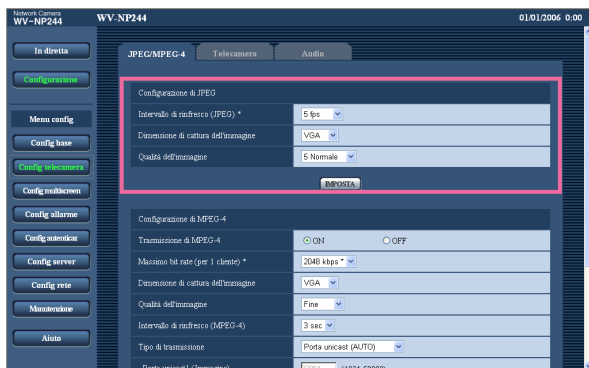 Network Camera
WV-NP244
WV-NP244
01/01/2006 0:00
In diretta
Configurazione
Menu config
Config base
Config telecamera
Config multiscreen
Config allarme
Config autenticaz
Config server
Config rete
Manutenzione
Aiuto
JPEG/MPEG-4 Telecamera Audio
Configurazione di JPEG
Intervallo di rinfresco (JPEG) * 5 fps
Dimensione di cattura dell'immagine VGA
Qualità dell'immagine 5 Normale
IMPOSTA
Configurazione di MPEG-4
Trasmissione di MPEG-4 ON OFF
Massimo bit rate (per 1 cliente) * 2048 kbps *
Dimensione di cattura dell'immagine VGA
Qualità dell'immagine Fine
Intervallo di rinfresco (MPEG-4) 3 sec
Tipo di trasmissione Porta unicast (AUTO)
Porta unicast1 (Immagine)